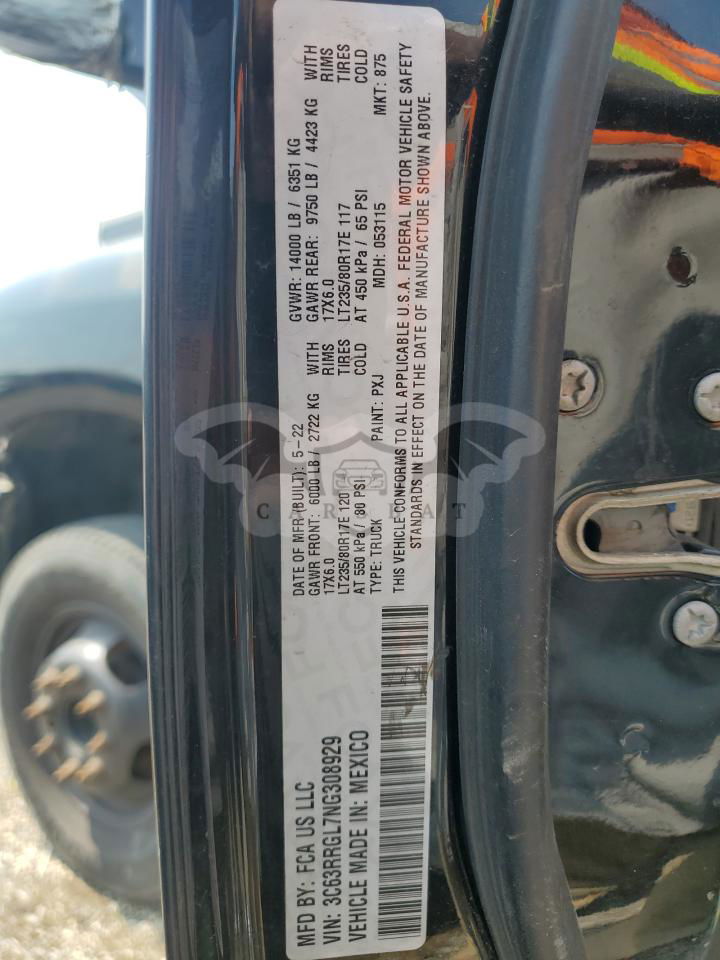 MFD BY: FCA US LLC
VIN: 3C63RRGL7NG308929
VEHICLE MADE IN: MEXICO
DATE OF MFR (BUILT): 5-22 GVWR: 14000 LB / 6351 KG
GAWR FRONT: 6000 LB / 2722 KG WITH GAWR REAR: 9750 LB / 4423 KG WITH
17X6.0 RIMS 17X6.0 RIMS
LT235/80R17E 120 TIRES LT235/80R17E 117 TIRES
AT 550 kPa / 80 PSI COLD AT 450 kPa / 65 PSI COLD
TYPE: TRUCK PAINT: PXJ MDH: 053115 MKT: 875
THIS VEHICLE CONFORMS TO ALL APPLICABLE U.S.A. FEDERAL MOTOR VEHICLE SAFETY
STANDARDS IN EFFECT ON THE DATE OF MANUFACTURE SHOWN ABOVE.